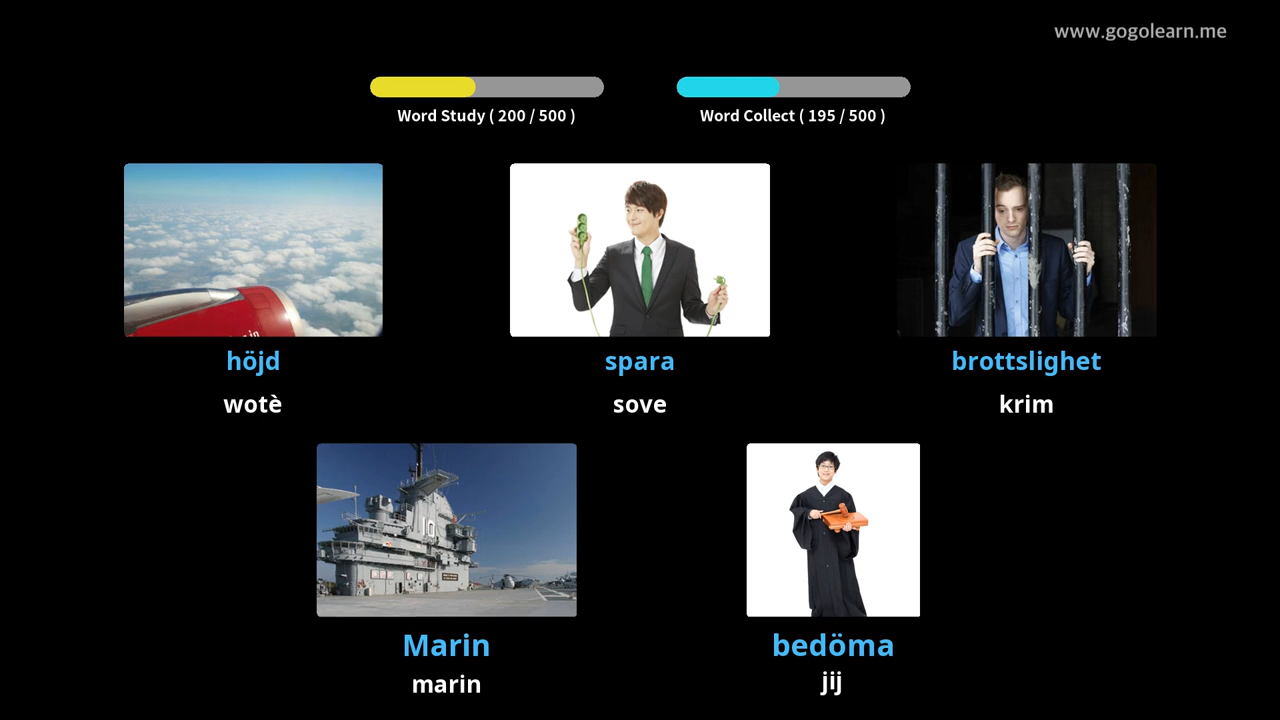 www.gogolearn.me
Word Study ( 200 / 500 )
Word Collect ( 195 / 500 )
höjd
spara
brottslighet
wotè
sove
krim
10
Marin
bedöma
marin
jij